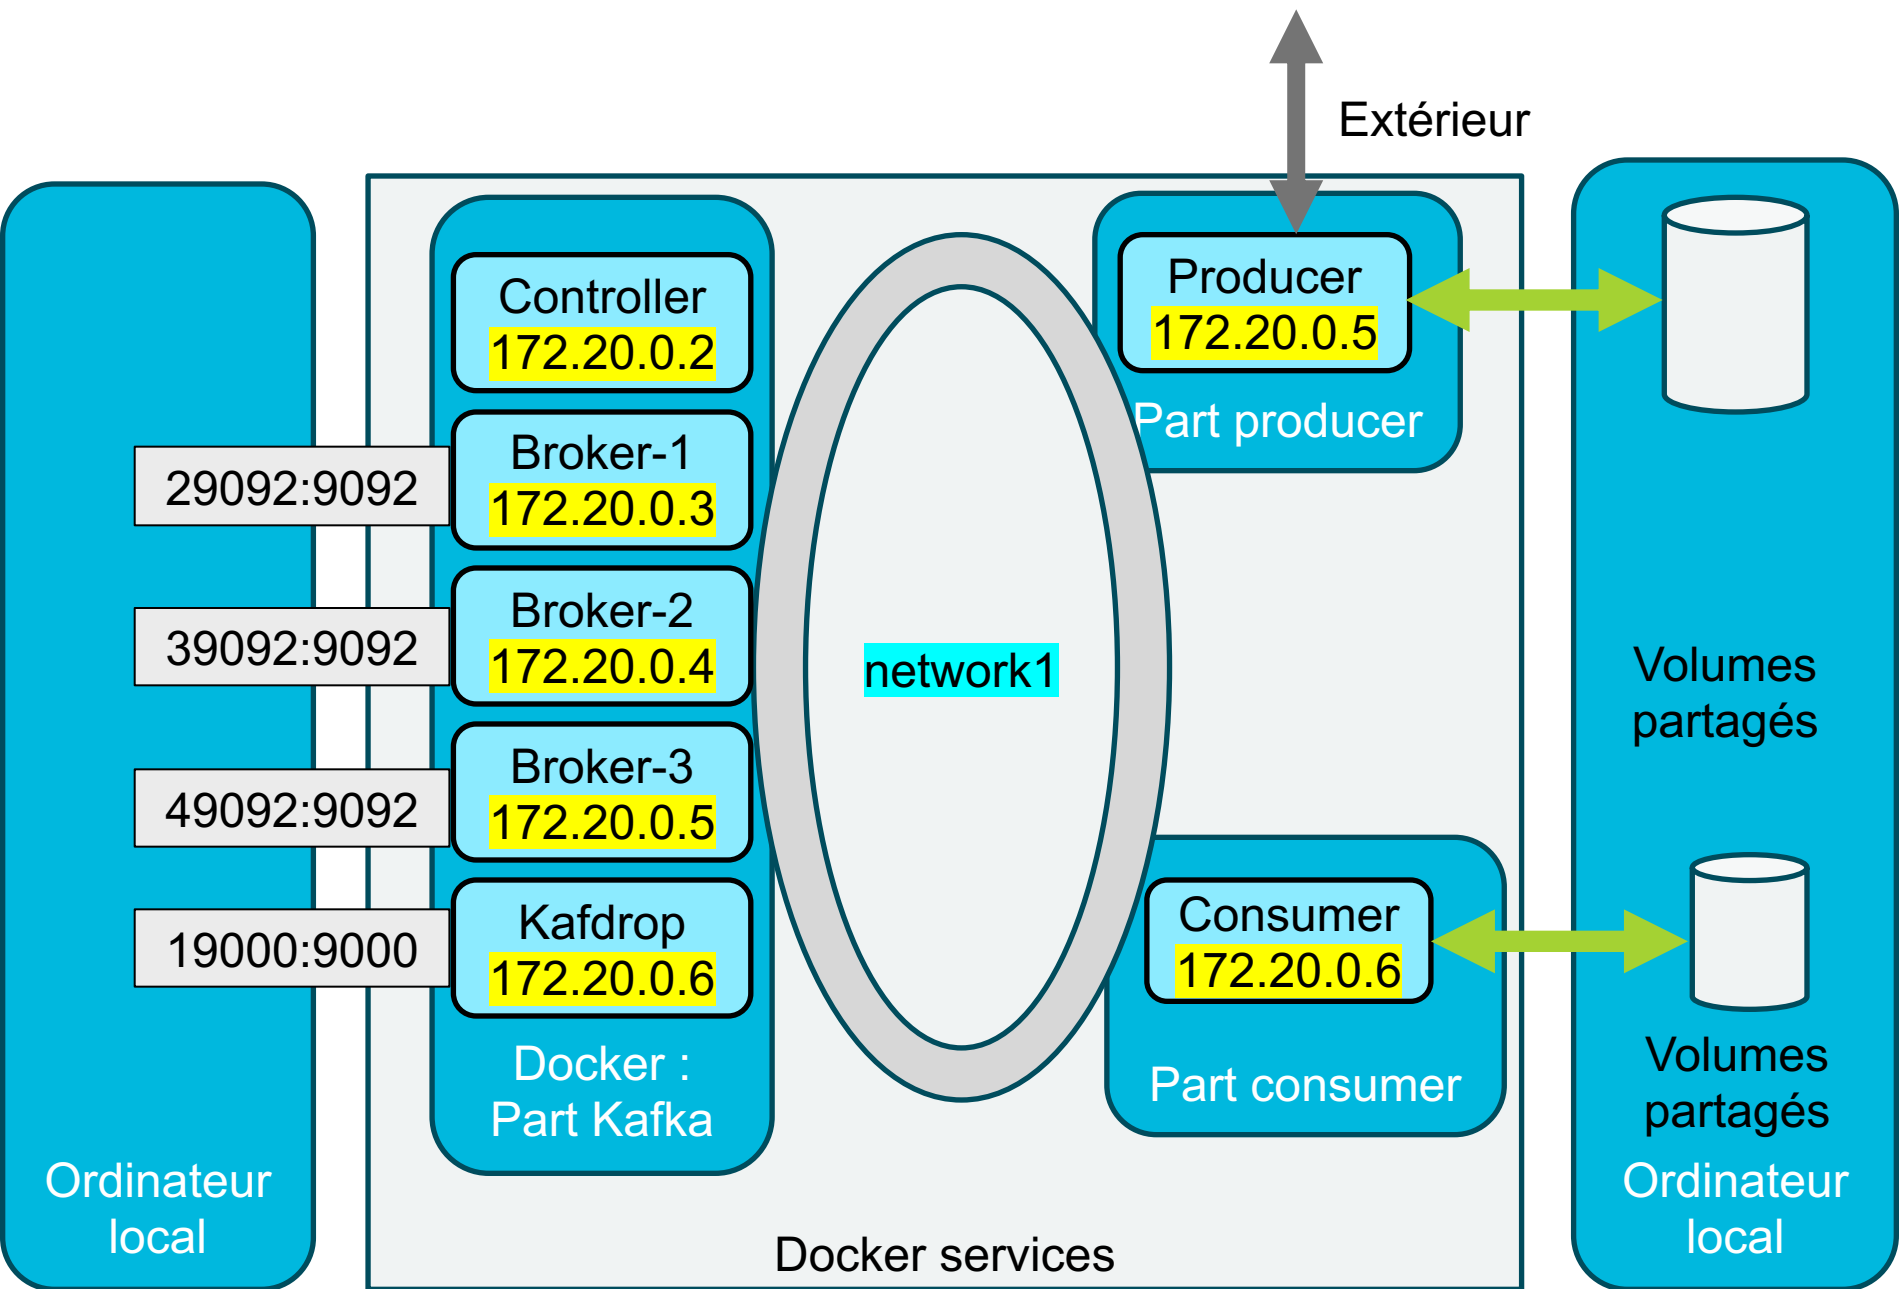 Extérieur
Controller
172.20.0.2
Broker-1
172.20.0.3
Broker-2
172.20.0.4
Broker-3
172.20.0.5
Kafdrop
172.20.0.6
Docker :
Part Kafka
29092:9092
39092:9092
49092:9092
19000:9000
Ordinateur
local
network1
Producer
172.20.0.5
Part producer
Consumer
172.20.0.6
Part consumer
Docker services
Volumes
partagés
Volumes
partagés
Ordinateur
local